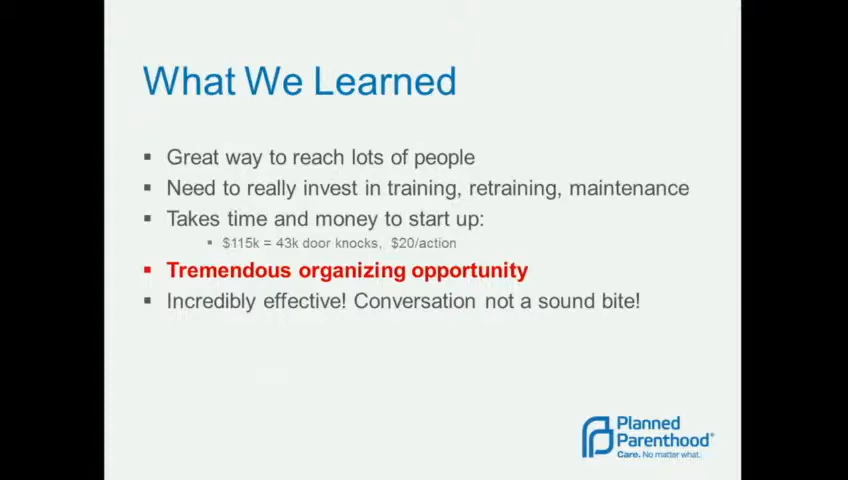 What We Learned
▪ Great way to reach lots of people
▪ Need to really invest in training, retraining, maintenance
▪ Takes time and money to start up:
▪ $115k = 43k door knocks, $20/action
▪ Tremendous organizing opportunity
▪ Incredibly effective! Conversation not a sound bite!
Planned
Parenthood®
Care. No matter what.